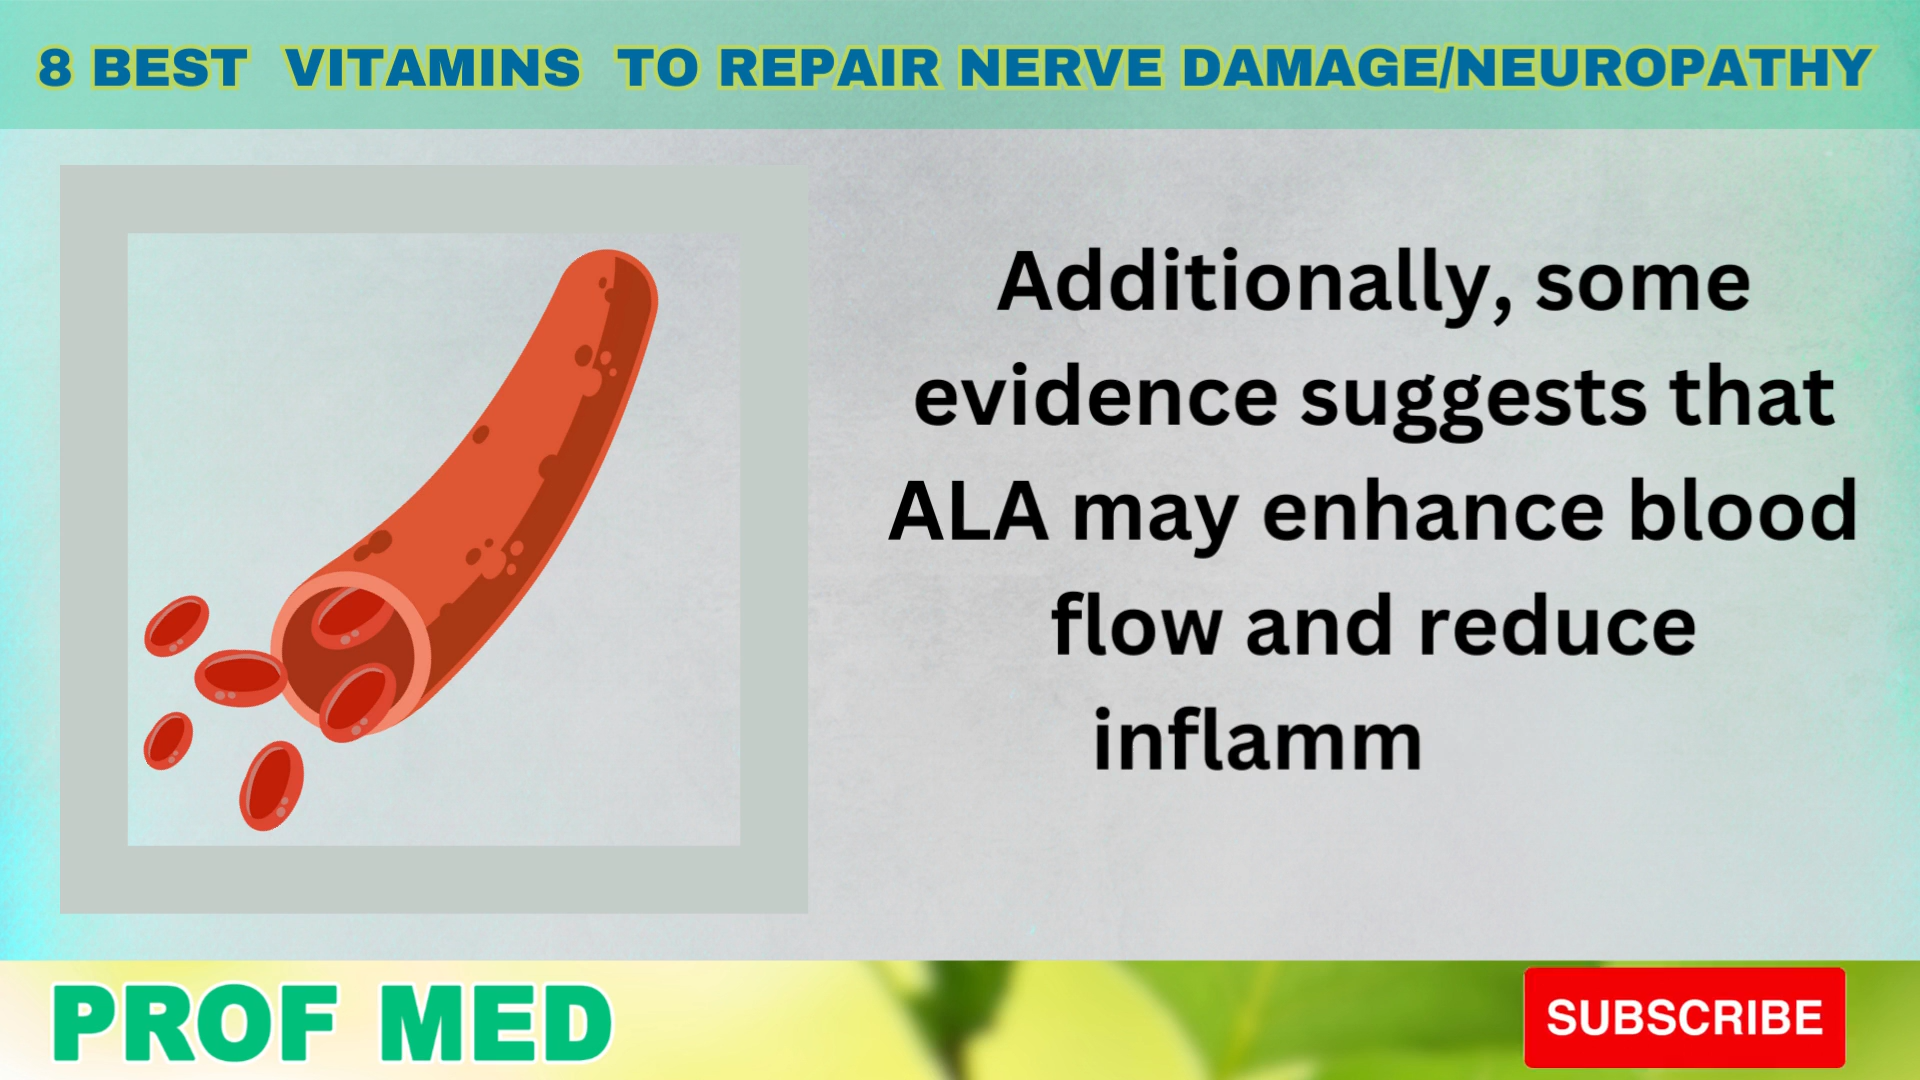 8 BEST VITAMINS TO REPAIR NERVE DAMAGE/NEUROPATHY
Additionally, some
evidence suggests that
ALA may enhance blood
flow and reduce
inflamm
PROF MED
SUBSCRIBE